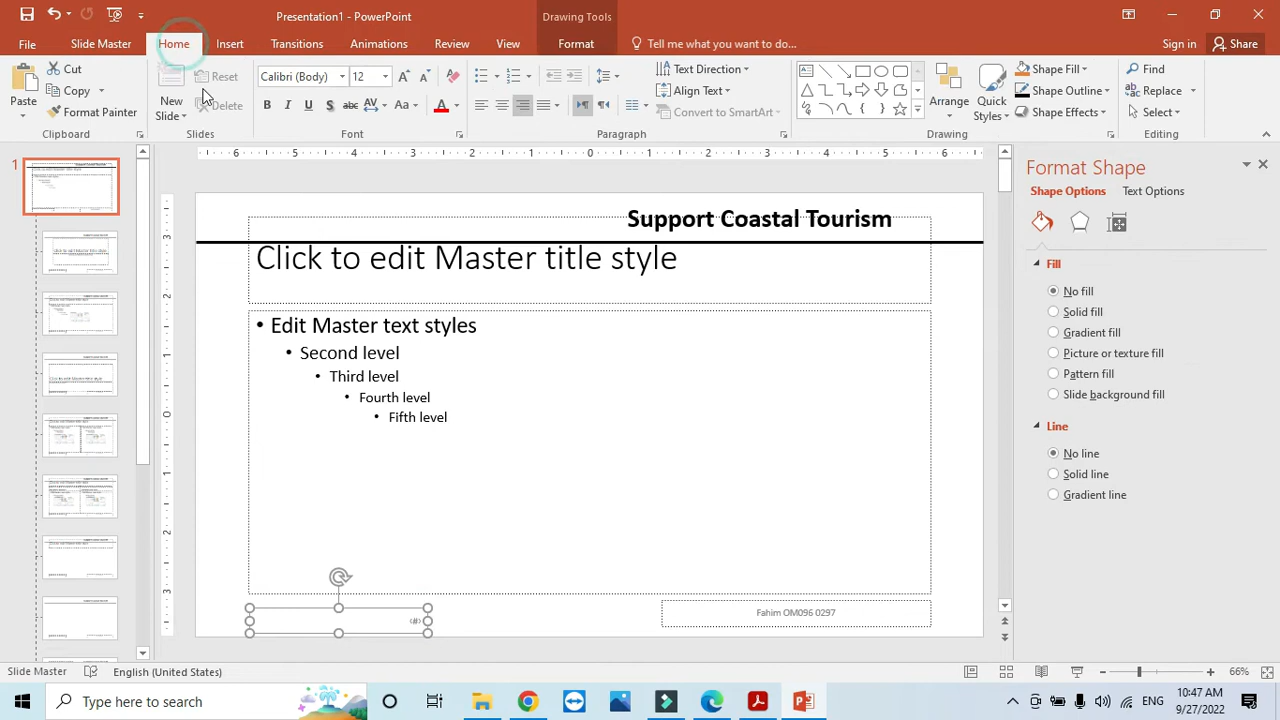 Presentation1 - PowerPoint
Drawing Tools
File
Slide Master
Home
Insert
Transitions
Animations
Review
View
Format
Tell me what you want to do...
Sign in
Share
Paste
Cut
Copy
Format Painter
Clipboard
New
Slide
Reset
Delete
Slides
Calibri (Body)
12
Font
Text Direction
Align Text
Convert to SmartArt
Paragraph
Arrange
Quick
Styles
Shape Fill
Shape Outline
Shape Effects
Drawing
Find
Replace
Select
Editing
1
Support Coastal Tourism
Click to edit Master title style
• Edit Master text styles
• Second level
• Third level
• Fourth level
• Fifth level
‹#›
Fahim OM096 0297
Format Shape
Shape Options
Text Options
Fill
No fill
Solid fill
Gradient fill
Picture or texture fill
Pattern fill
Slide background fill
Line
No line
Solid line
Gradient line
Slide Master
English (United States)
66%
Type here to search
ENG
10:47 AM
9/27/2022